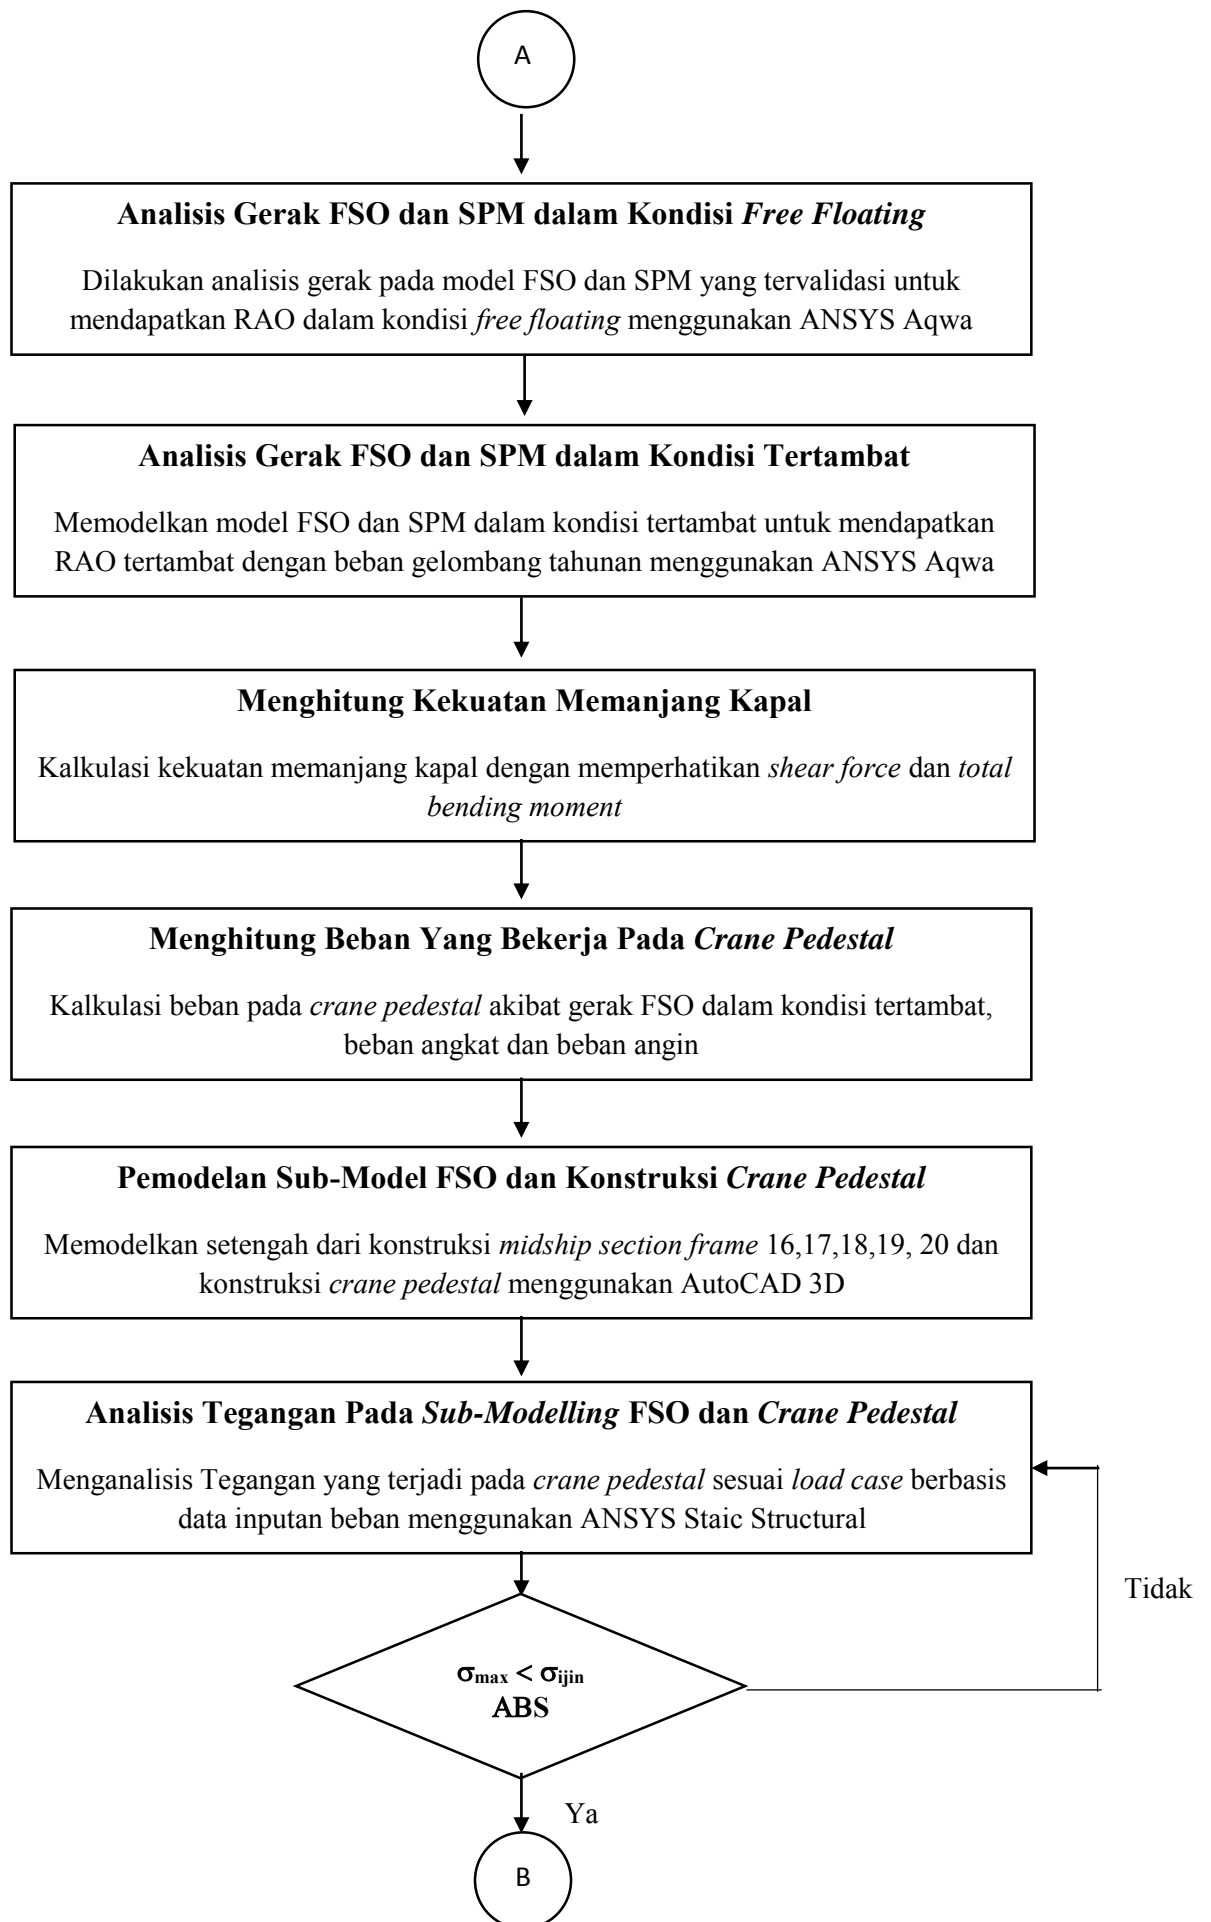 A
Analisis Gerak FSO dan SPM dalam Kondisi Free Floating
Dilakukan analisis gerak pada model FSO dan SPM yang tervalidasi untuk
mendapatkan RAO dalam kondisi free floating menggunakan ANSYS Aqwa
Analisis Gerak FSO dan SPM dalam Kondisi Tertambat
Memodelkan model FSO dan SPM dalam kondisi tertambat untuk mendapatkan
RAO tertambat dengan beban gelombang tahunan menggunakan ANSYS Aqwa
Menghitung Kekuatan Memanjang Kapal
Kalkulasi kekuatan memanjang kapal dengan memperhatikan shear force dan total
bending moment
Menghitung Beban Yang Bekerja Pada Crane Pedestal
Kalkulasi beban pada crane pedestal akibat gerak FSO dalam kondisi tertambat,
beban angkat dan beban angin
Pemodelan Sub-Model FSO dan Konstruksi Crane Pedestal
Memodelkan setengah dari konstruksi midship section frame 16,17,18,19, 20 dan
konstruksi crane pedestal menggunakan AutoCAD 3D
Analisis Tegangan Pada Sub-Modelling FSO dan Crane Pedestal
Menganalisis Tegangan yang terjadi pada crane pedestal sesuai load case berbasis
data inputan beban menggunakan ANSYS Staic Structural
Tidak
σmax < σijin
ABS
Ya
B